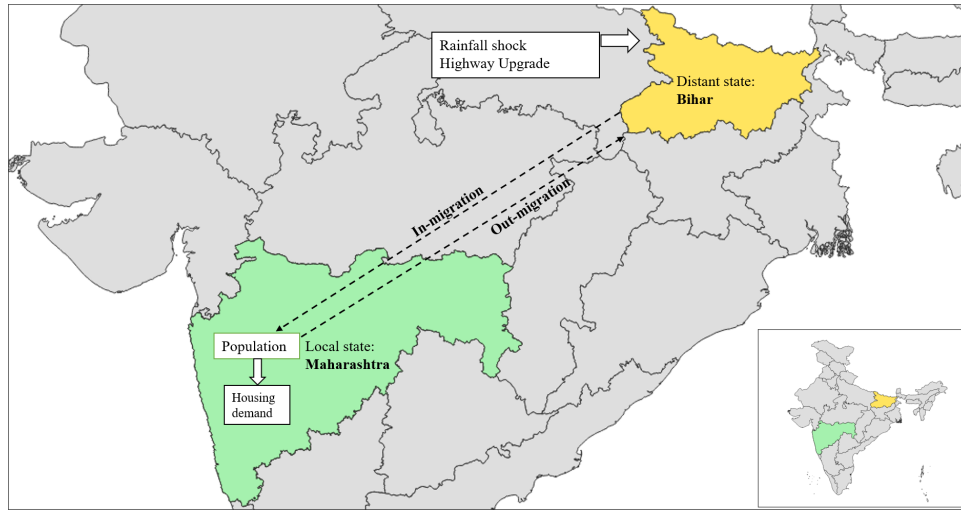 Rainfall shock
Highway Upgrade
Distant state:
Bihar
In-migration
Out-migration
Population
Local state:
Maharashtra
Housing
demand